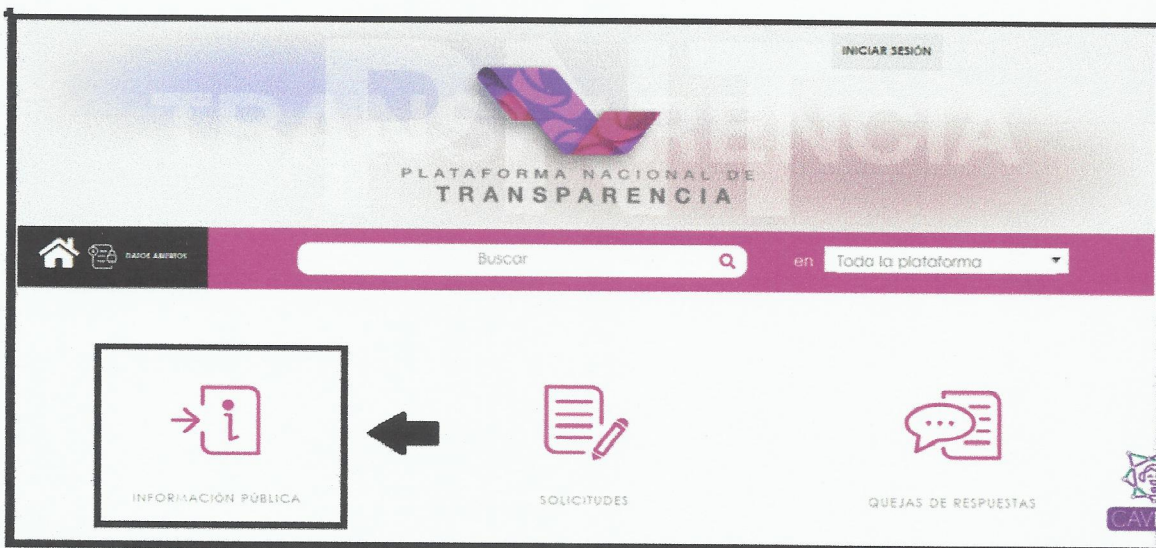 INICIAR SESIÓN
PLATAFORMA NACIONAL DE
TRANSPARENCIA
DATOS ABIERTOS
Buscar
en
Toda la plataforma
INFORMACIÓN PÚBLICA
SOLICITUDES
QUEJAS DE RESPUESTAS